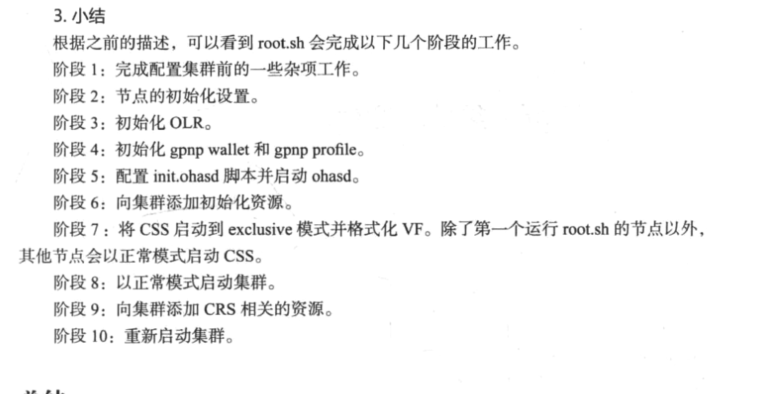 3. 小结
根据之前的描述，可以看到 root.sh 会完成以下几个阶段的工作。
阶段 1：完成配置集群前的一些杂项工作。
阶段 2：节点的初始化设置。
阶段 3：初始化 OLR。
阶段 4：初始化 gpnp wallet 和 gpnp profile。
阶段 5：配置 init.ohasd 脚本并启动 ohasd。
阶段 6：向集群添加初始化资源。
阶段 7：将 CSS 启动到 exclusive 模式并格式化 VF。除了第一个运行 root.sh 的节点以外，
其他节点会以正常模式启动 CSS。
阶段 8：以正常模式启动集群。
阶段 9：向集群添加 CRS 相关的资源。
阶段 10：重新启动集群。